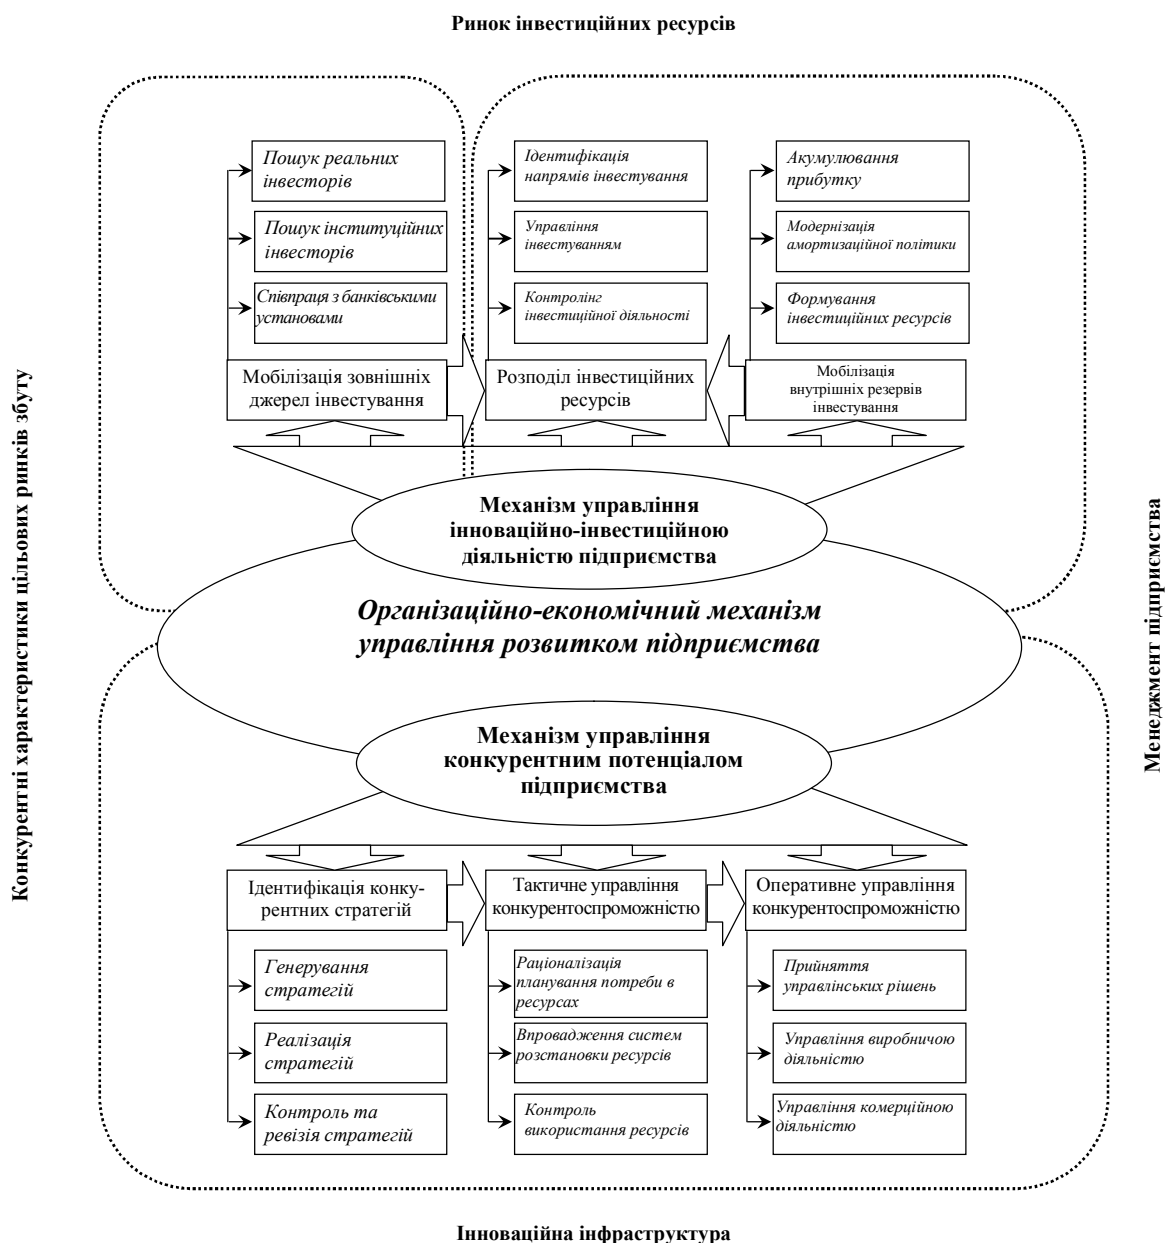 Ринок інвестиційних ресурсів
Пошук реальних
інвесторів
Пошук інституційних
інвесторів
Співпраця з банківськими
установами
Мобілізація зовнішніх
джерел інвестування
Ідентифікація
напрямів інвестування
Управління
інвестуванням
Контролінг
інвестиційної діяльності
Розподіл інвестиційних
ресурсів
Акумулювання
прибутку
Модернізація
амортизаційної політики
Формування
інвестиційних ресурсів
Мобілізація
внутрішніх резервів
інвестування
Конкурентні характеристики цільових ринків збуту
Менеджмент підприємства
Механізм управління
інноваційно-інвестиційною
діяльністю підприємства
Організаційно-економічний механізм
управління розвитком підприємства
Механізм управління
конкурентним потенціалом
підприємства
Ідентифікація конку-
рентних стратегій
Генерування
стратегій
Реалізація
стратегій
Контроль та
ревізія стратегій
Тактичне управління
конкурентоспроможністю
Раціоналізація
планування потреби в
ресурсах
Впровадження систем
розстановки ресурсів
Контроль
використання ресурсів
Оперативне управління
конкурентоспроможністю
Прийняття
управлінських рішень
Управління виробничою
діяльністю
Управління комерційною
діяльністю
Інноваційна інфраструктура